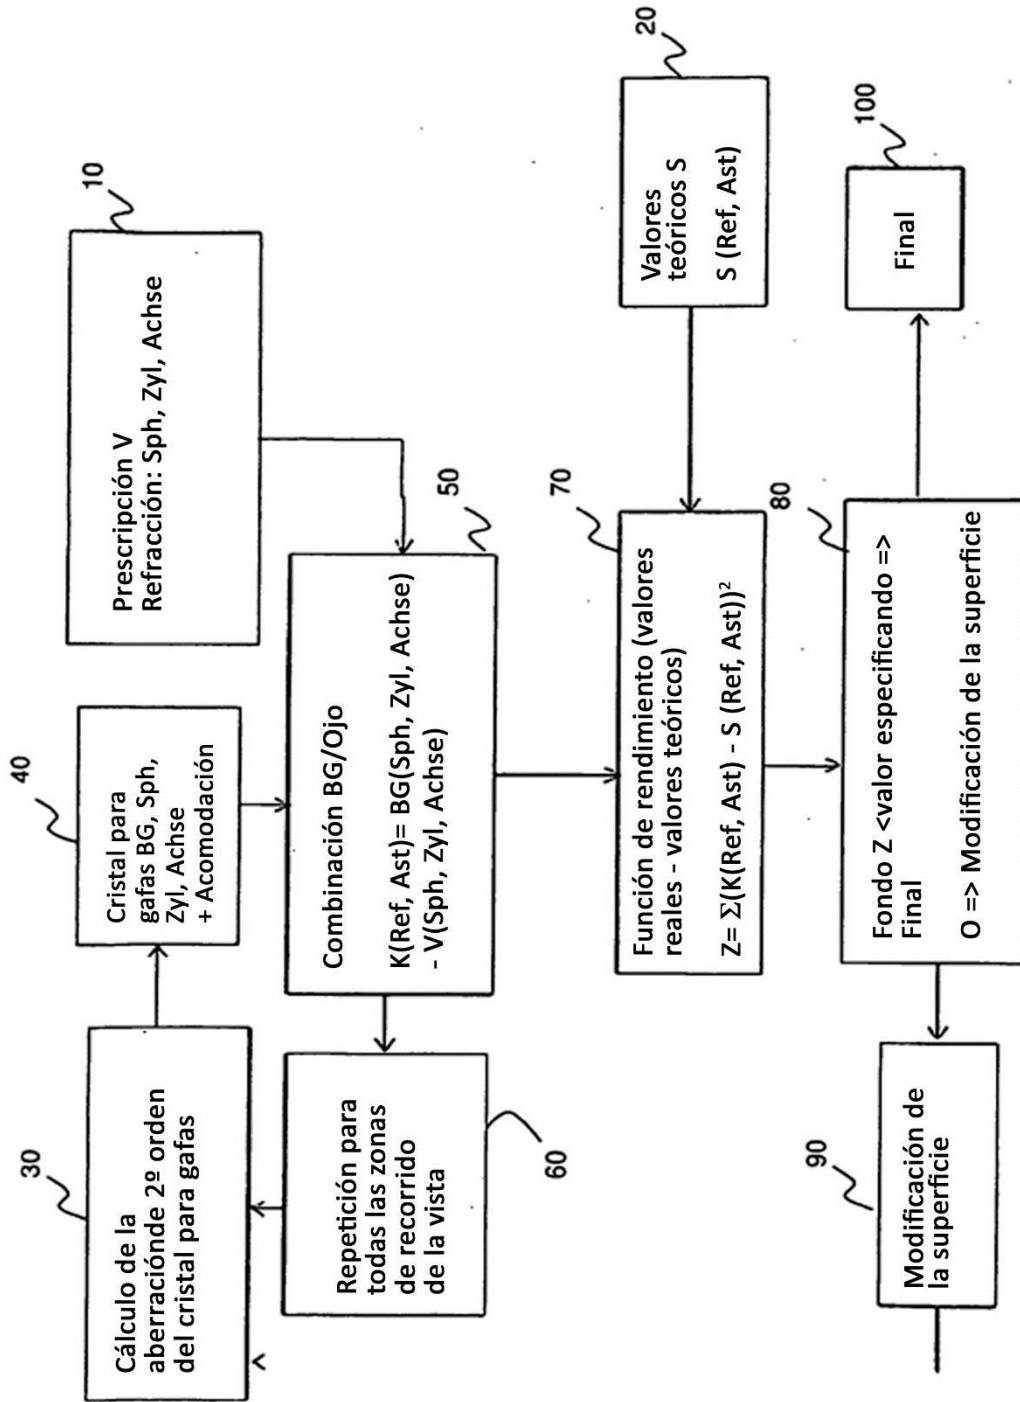 10
Prescripción V
Refracción: Sph, Zyl, Achse
40
Cristal para
gafas BG, Sph,
Zyl, Achse
+ Acomodación
30
Cálculo de la
aberraciónde 2º orden
del cristal para gafas
50
Combinación BG/Ojo
K(Ref, Ast)= BG(Sph, Zyl, Achse)
- V(Sph, Zyl, Achse)
60
Repetición para
todas las zonas
de recorrido
de la vista
20
Valores
teóricos S
S (Ref, Ast)
70
Función de rendimiento (valores
reales - valores teóricos)
Z= Σ(K(Ref, Ast) - S (Ref, Ast))²
80
Fondo Z <valor especificando =>
Final
O => Modificación de la superficie
100
Final
90
Modificación de
la superficie